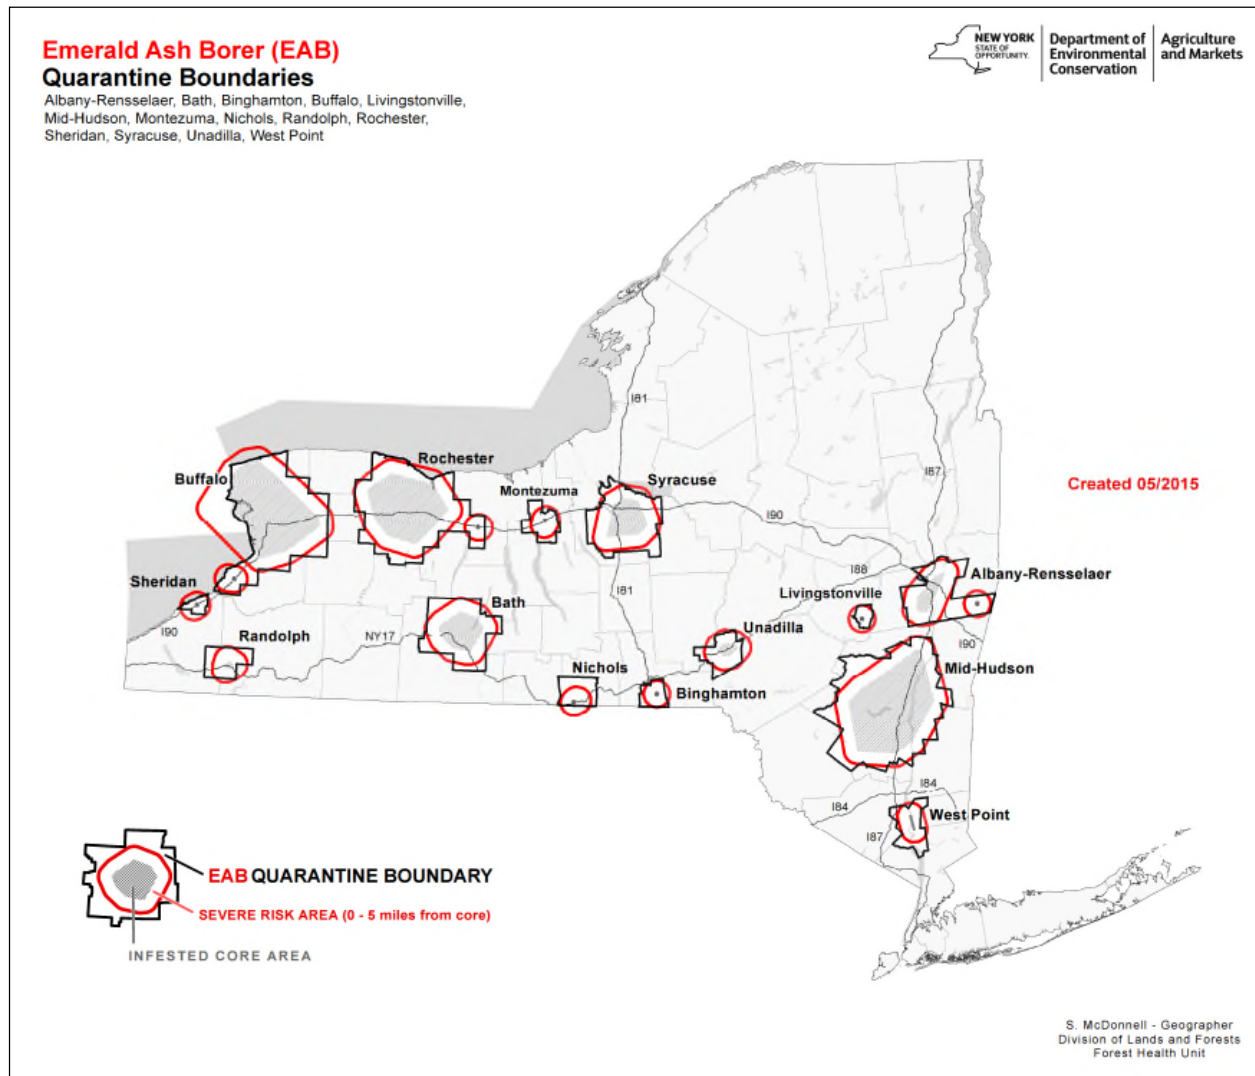 Emerald Ash Borer (EAB)
Quarantine Boundaries
Albany-Rensselaer, Bath, Binghamton, Buffalo, Livingstonville,
Mid-Hudson, Montezuma, Nichols, Randolph, Rochester,
Sheridan, Syracuse, Unadilla, West Point
NEW YORK
STATE OF
OPPORTUNITY.
Department of
Environmental
Conservation
Agriculture
and Markets
I81
Rochester
Buffalo
Montezuma
Syracuse
I87
Created 05/2015
I90
Sheridan
I88
Albany-Rensselaer
Livingstonville
I81
Bath
Unadilla
I90
Randolph
NY17
I90
Nichols
Mid-Hudson
Binghamton
I84
I84
West Point
I87
EAB QUARANTINE BOUNDARY
SEVERE RISK AREA (0 - 5 miles from core)
INFESTED CORE AREA
S. McDonnell - Geographer
Division of Lands and Forests
Forest Health Unit